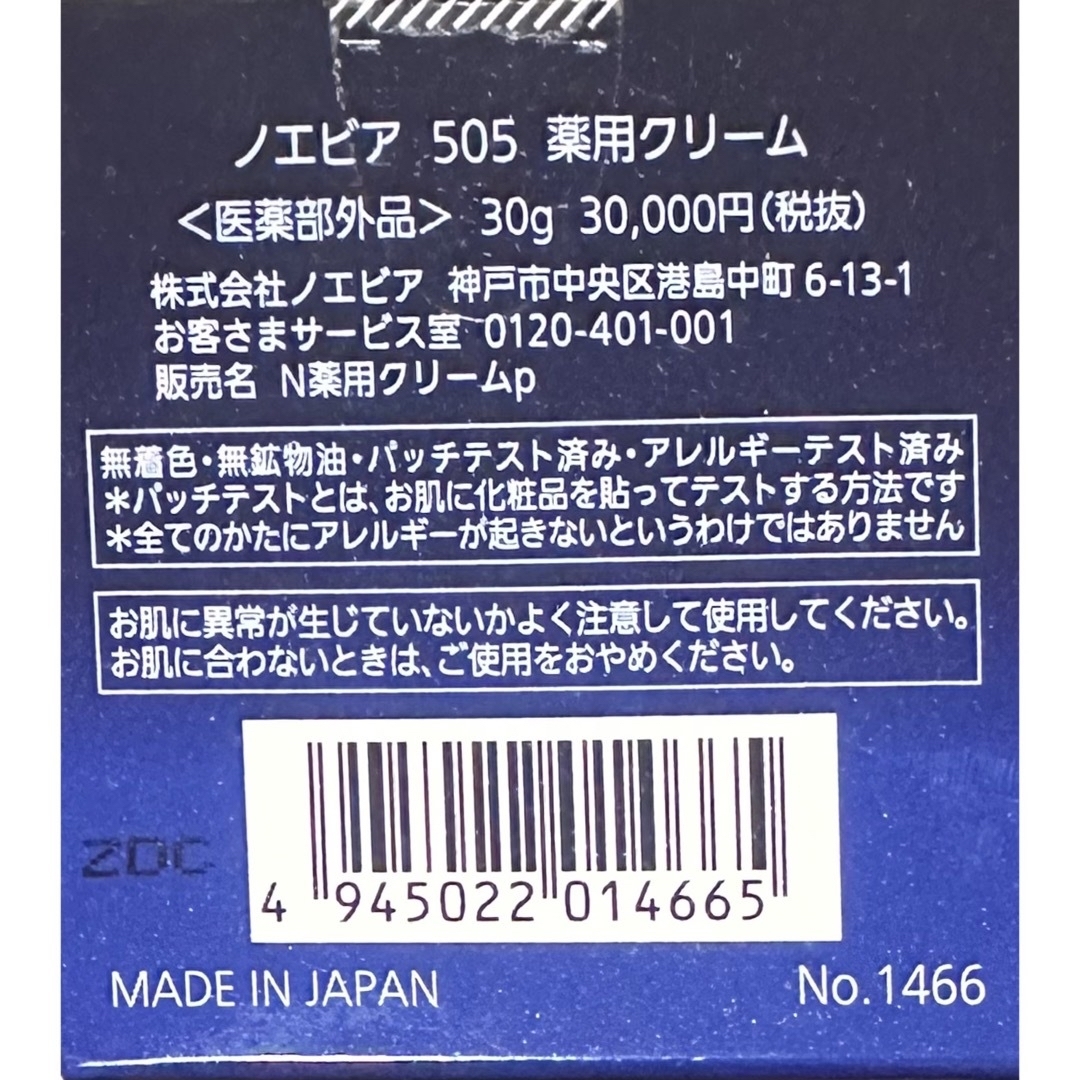 ノエビア 505 薬用クリーム
<医薬部外品> 30g 30,000円(税抜)
株式会社ノエビア 神戸市中央区港島中町6-13-1
お客さまサービス室 0120-401-001
販売名 N薬用クリームp
無着色・無鉱物油・パッチテスト済み・アレルギーテスト済み
*パッチテストとは、お肌に化粧品を貼ってテストする方法です
*全てのかたにアレルギーが起きないというわけではありません
お肌に異常が生じていないかよく注意して使用してください。
お肌に合わないときは、ご使用をおやめください。
ZDC
4 945022 014665
MADE IN JAPAN No.1466